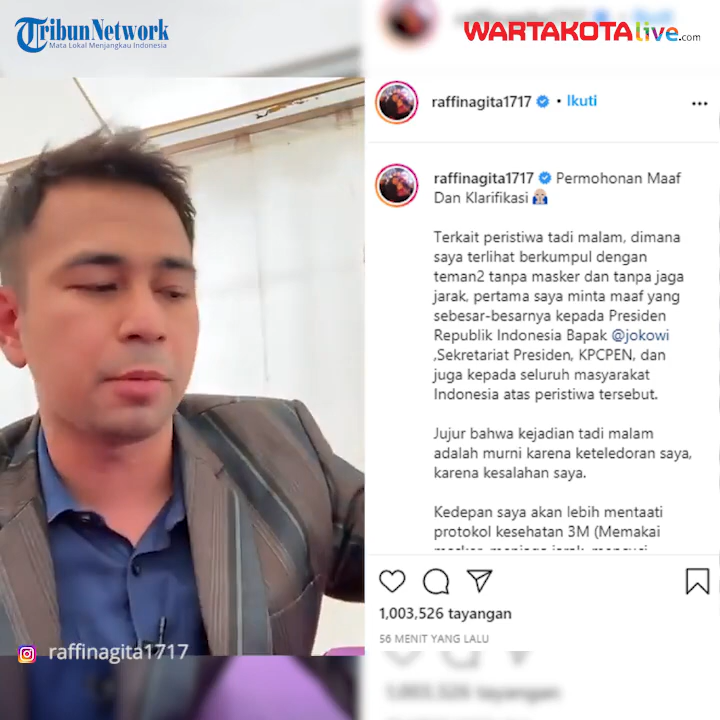 TribunNetwork
Mata Lokal Menjangkau Indonesia
WARTAKOTAlive.com
raffinagita1717 • Ikuti
raffinagita1717 Permohonan Maaf
Dan Klarifikasi
Terkait peristiwa tadi malam, dimana
saya terlihat berkumpul dengan
teman2 tanpa masker dan tanpa jaga
jarak, pertama saya minta maaf yang
sebesar-besarnya kepada Presiden
Republik Indonesia Bapak @jokowi
,Sekretariat Presiden, KPCPEN, dan
juga kepada seluruh masyarakat
Indonesia atas peristiwa tersebut.
Jujur bahwa kejadian tadi malam
adalah murni karena keteledoran saya,
karena kesalahan saya.
Kedepan saya akan lebih mentaati
protokol kesehatan 3M (Memakai
1,003,526 tayangan
56 MENIT YANG LALU
raffinagita1717
1,003,526 tayangan